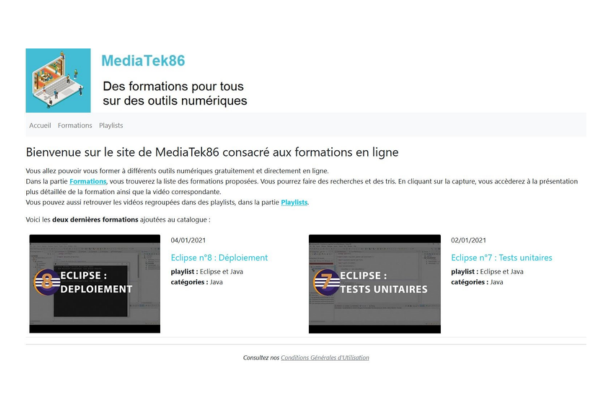 MediaTek86
Des formations pour tous
sur des outils numériques
Accueil Formations Playlists
Bienvenue sur le site de MediaTek86 consacré aux formations en ligne
Vous allez pouvoir vous former à différents outils numériques gratuitement et directement en ligne.
Dans la partie Formations, vous trouverez la liste des formations proposées. Vous pourrez faire des recherches et des tris. En cliquant sur la capture, vous accèderez à la présentation
plus détaillée de la formation ainsi que la vidéo correspondante.
Vous pouvez aussi retrouver les vidéos regroupées dans des playlists, dans la partie Playlists.
Voici les deux dernières formations ajoutées au catalogue :
8 ECLIPSE :
DEPLOIEMENT
04/01/2021
Eclipse n°8 : Déploiement
playlist : Eclipse et Java
catégories : Java
7 ECLIPSE :
TESTS UNITAIRES
02/01/2021
Eclipse n°7 : Tests unitaires
playlist : Eclipse et Java
catégories : Java
Consultez nos Conditions Générales d'Utilisation